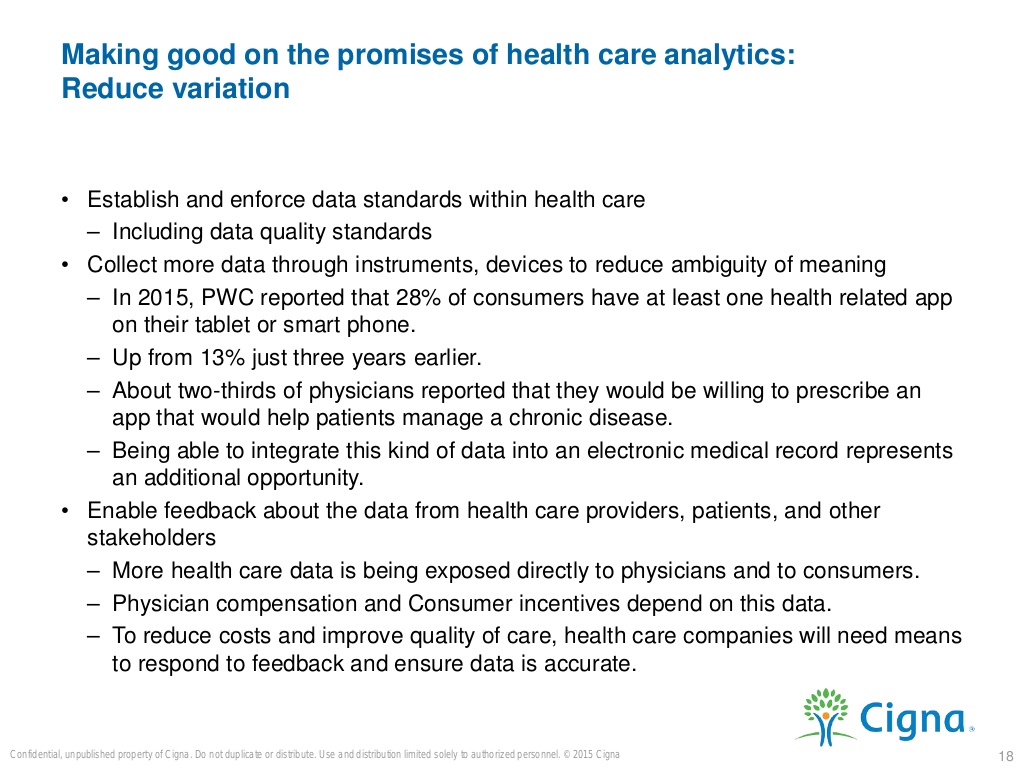 Making good on the promises of health care analytics:
Reduce variation
• Establish and enforce data standards within health care
– Including data quality standards
• Collect more data through instruments, devices to reduce ambiguity of meaning
– In 2015, PWC reported that 28% of consumers have at least one health related app
on their tablet or smart phone.
– Up from 13% just three years earlier.
– About two-thirds of physicians reported that they would be willing to prescribe an
app that would help patients manage a chronic disease.
– Being able to integrate this kind of data into an electronic medical record represents
an additional opportunity.
• Enable feedback about the data from health care providers, patients, and other
stakeholders
– More health care data is being exposed directly to physicians and to consumers.
– Physician compensation and Consumer incentives depend on this data.
– To reduce costs and improve quality of care, health care companies will need means
to respond to feedback and ensure data is accurate.
Cigna®
Confidential, unpublished property of Cigna. Do not duplicate or distribute. Use and distribution limited solely to authorized personnel. © 2015 Cigna
18